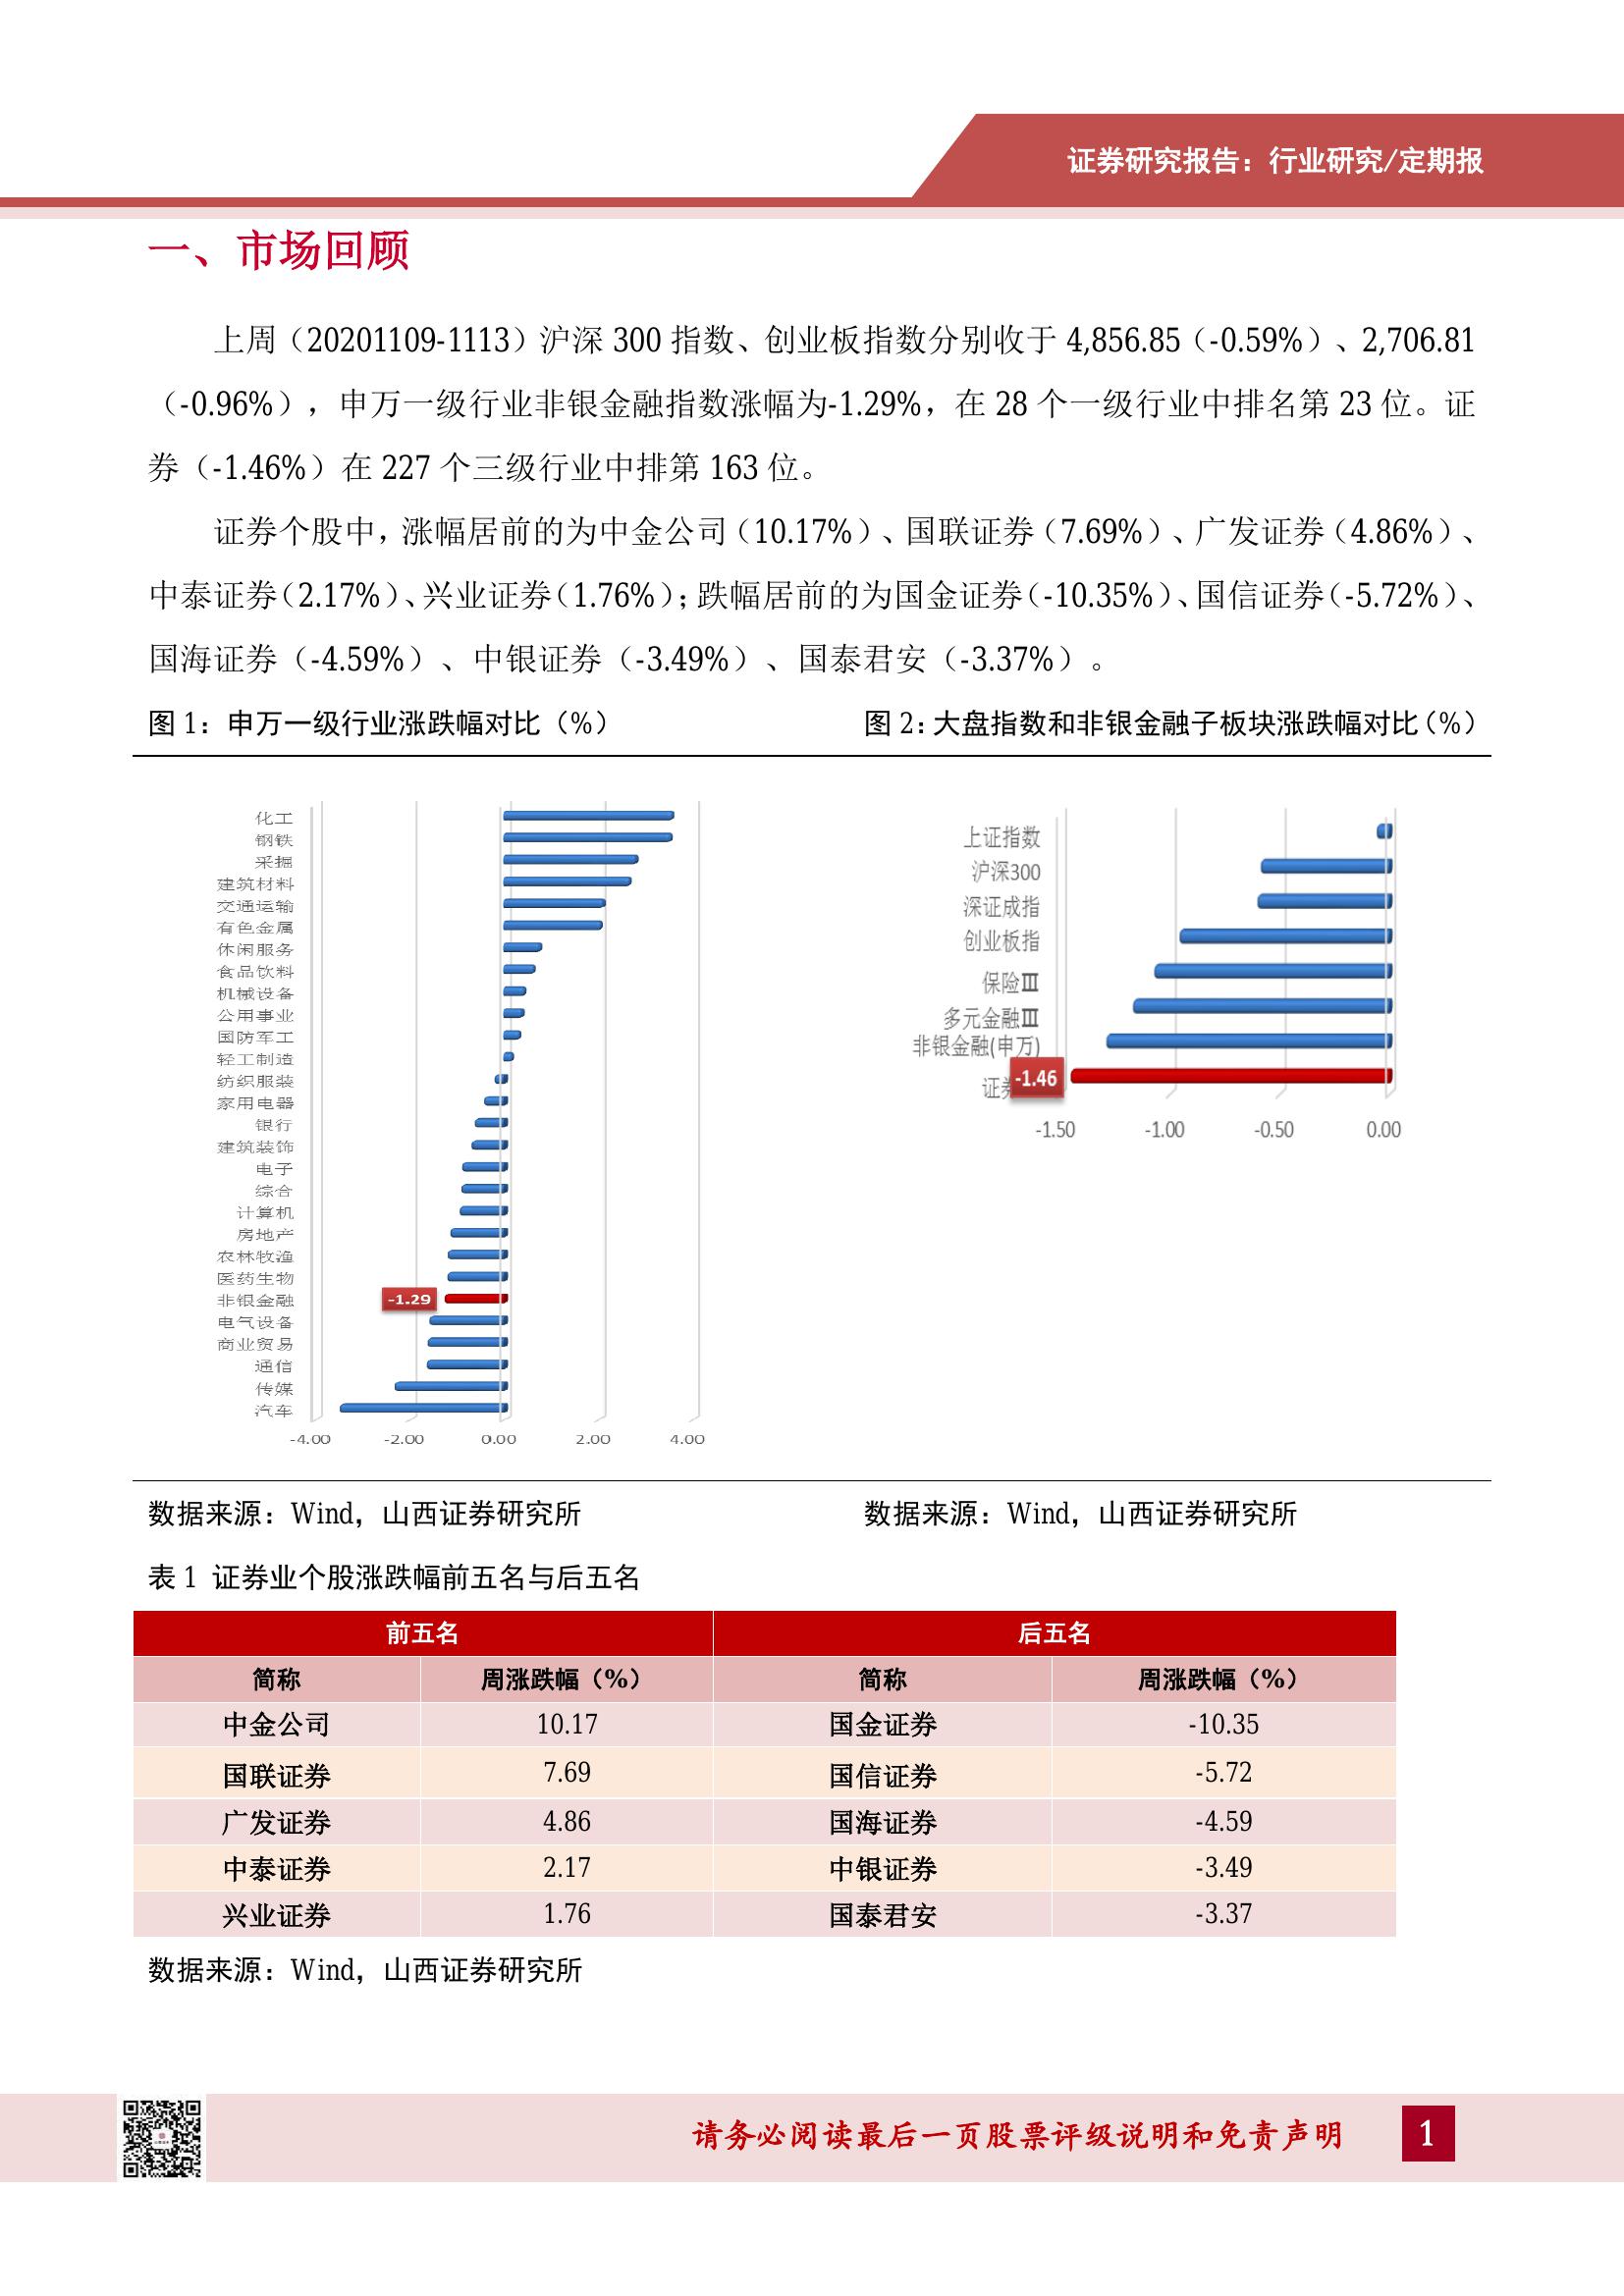 证券研究报告：行业研究/定期报
一、市场回顾
上周（20201109-1113）沪深 300 指数、创业板指数分别收于 4,856.85（-0.59%）、2,706.81
（-0.96%），申万一级行业非银金融指数涨幅为-1.29%，在 28 个一级行业中排名第 23 位。证
券（-1.46%）在 227 个三级行业中排第 163 位。
证券个股中，涨幅居前的为中金公司（10.17%）、国联证券（7.69%）、广发证券（4.86%）、
中泰证券（2.17%）、兴业证券（1.76%）；跌幅居前的为国金证券（-10.35%）、国信证券（-5.72%）、
国海证券（-4.59%）、中银证券（-3.49%）、国泰君安（-3.37%）。
图 1：申万一级行业涨跌幅对比（%）
化工
钢铁
采掘
建筑材料
交通运输
有色金属
休闲服务
食品饮料
机械设备
公用事业
国防军工
轻工制造
纺织服装
家用电器
银行
建筑装饰
电子
综合
计算机
房地产
农林牧渔
医药生物
非银金融 -1.29
电气设备
商业贸易
通信
传媒
汽车
-4.00 -2.00 0.00 2.00 4.00
数据来源：Wind，山西证券研究所
图 2：大盘指数和非银金融子板块涨跌幅对比（%）
上证指数
沪深300
深证成指
创业板指
保险Ⅲ
多元金融Ⅲ
非银金融(申万)
证 -1.46
-1.50 -1.00 -0.50 0.00
数据来源：Wind，山西证券研究所
表 1 证券业个股涨跌幅前五名与后五名
前五名 后五名
简称 周涨跌幅（%） 简称 周涨跌幅（%）
中金公司 10.17 国金证券 -10.35
国联证券 7.69 国信证券 -5.72
广发证券 4.86 国海证券 -4.59
中泰证券 2.17 中银证券 -3.49
兴业证券 1.76 国泰君安 -3.37
数据来源：Wind，山西证券研究所
请务必阅读最后一页股票评级说明和免责声明 1